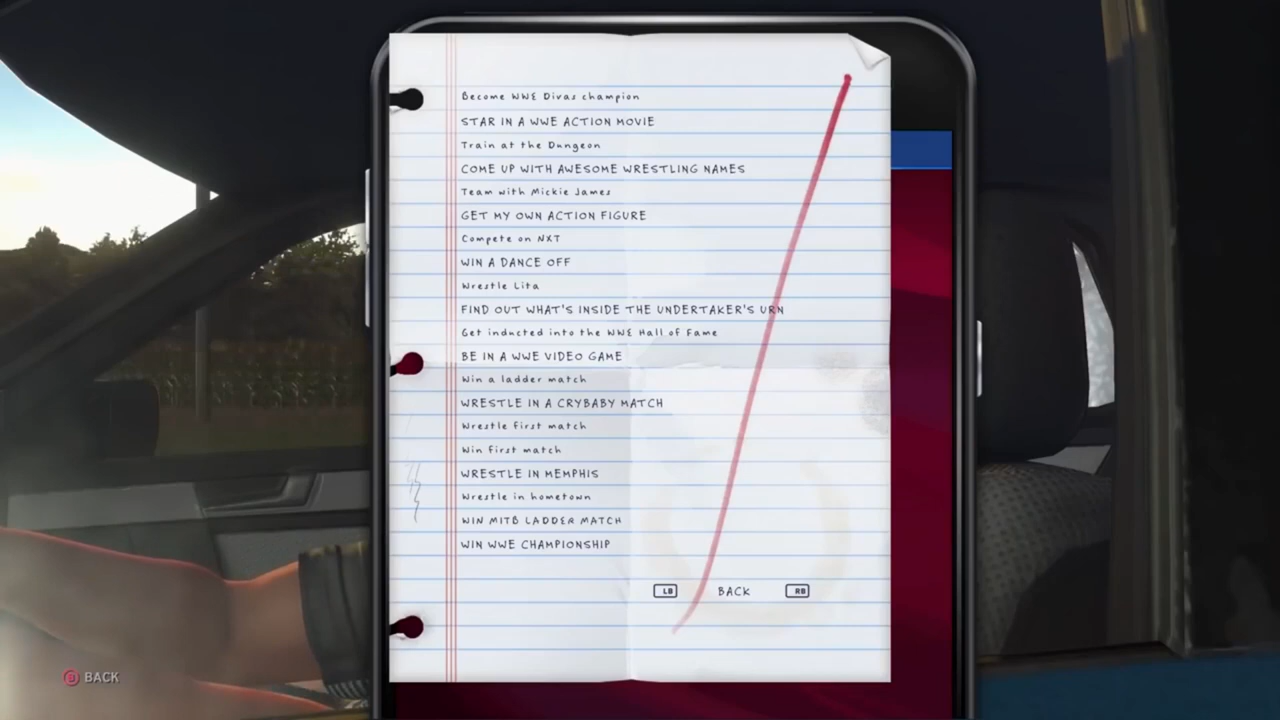 Become WWE Divas champion
STAR IN A WWE ACTION MOVIE
Train at the Dungeon
COME UP WITH AWESOME WRESTLING NAMES
Team with Mickie James
GET MY OWN ACTION FIGURE
Compete on NXT
WIN A DANCE OFF
Wrestle Lita
FIND OUT WHAT'S INSIDE THE UNDERTAKER'S URN
Get inducted into the WWE Hall of Fame
BE IN A WWE VIDEO GAME
Win a ladder match
WRESTLE IN A CRYBABY MATCH
Wrestle first match
Win first match
WRESTLE IN MEMPHIS
Wrestle in hometown
WIN MITB LADDER MATCH
WIN WWE CHAMPIONSHIP
LB BACK RB
B BACK